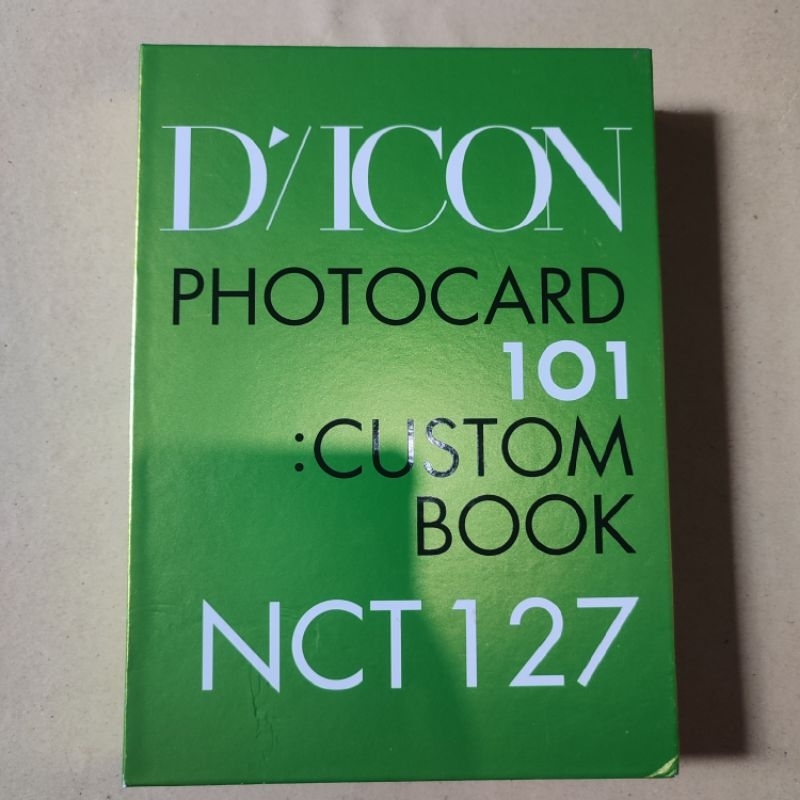 D'/ICON
PHOTOCARD
101
:CUSTOM
BOOK
NCT 127